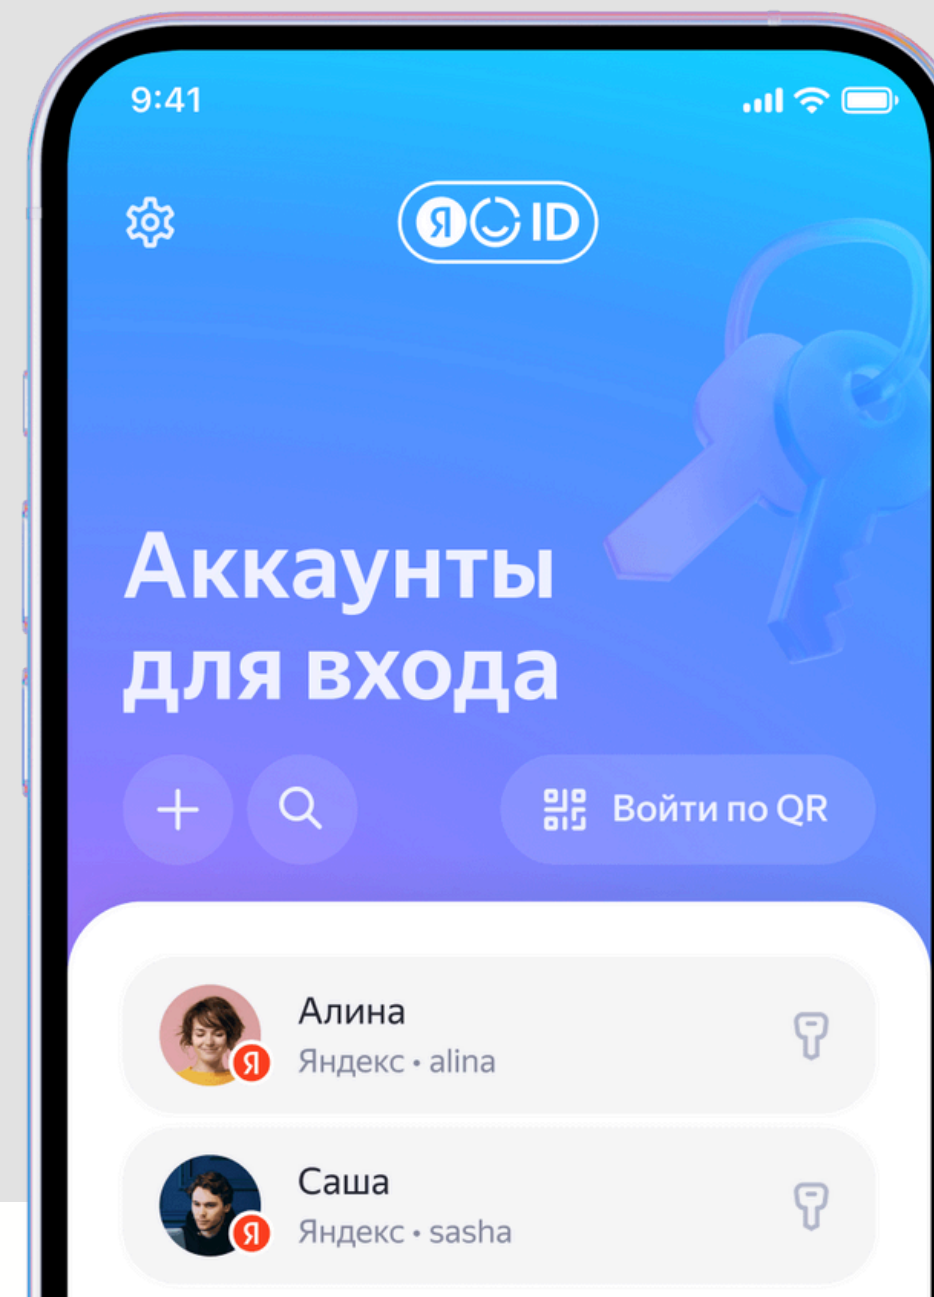 9:41
Я ID
Аккаунты
для входа
Войти по QR
Алина
Я
Яндекс • alina
Саша
Я
Яндекс • sasha